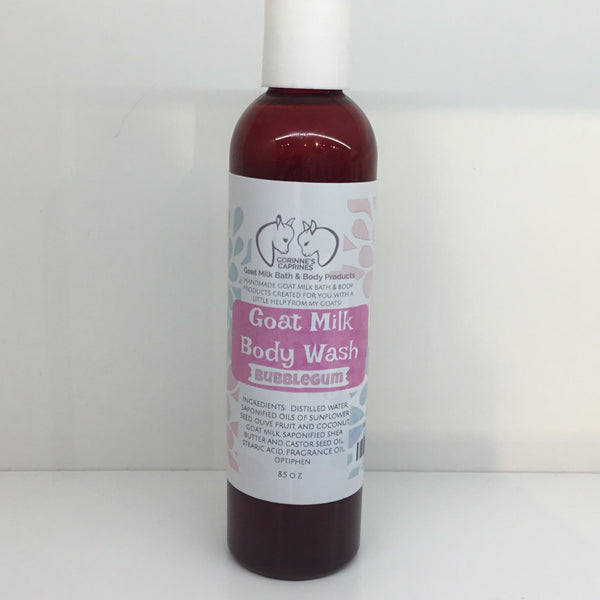 CORINNE'S
CAPRINES
Goat Milk Bath & Body Products
HANDMADE GOAT MILK BATH & BODY
PRODUCTS CREATED FOR YOU, WITH A
LITTLE HELP FROM MY GOATS!
Goat Milk
Body Wash
BUBBLEGUM
INGREDIENTS: DISTILLED WATER,
SAPONIFIED OILS OF SUNFLOWER
SEED OLIVE FRUIT AND COCONUT
GOAT MILK, SAPONIFIED SHEA
BUTTER AND CASTOR SEED OIL,
STEARIC ACID, FRAGRANCE OIL,
OPTIPHEN
8.5 OZ